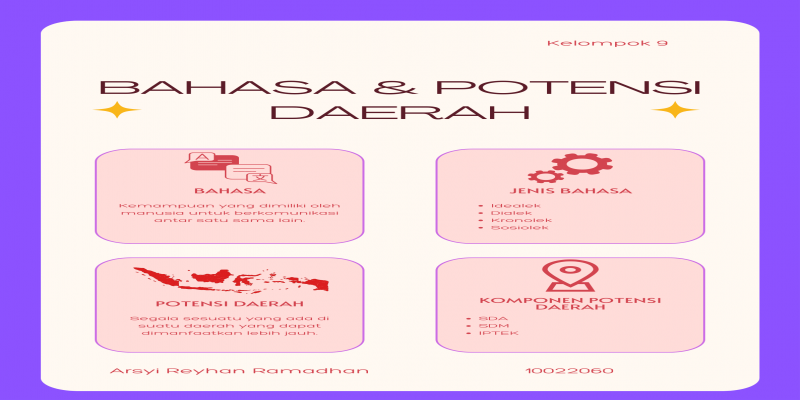 Kelompok 9
BAHASA & POTENSI
DAERAH
A
BAHASA
Kemampuan yang dimiliki oleh
manusia untuk berkomunikasi
antar satu sama lain.
JENIS BAHASA
Idealek
Dialek
Kronolek
Sosiolek
POTENSI DAERAH
Segala sesuatu yang ada di
suatu daerah yang dapat
dimanfaatkan lebih jauh.
KOMPONEN POTENSI
DAERAH
SDA
SDM
IPTEK
Arsyi Reyhan Ramadhan
10022060